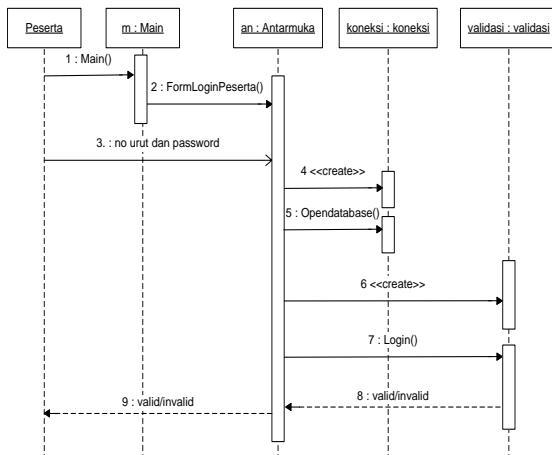 Peserta
m : Main
an : Antarmuka
koneksi : koneksi
validasi : validasi
1 : Main()
2 : FormLoginPeserta()
3. : no urut dan password
4 <<create>>
5 : Opendatabase()
6 <<create>>
7 : Login()
8 : valid/invalid
9 : valid/invalid